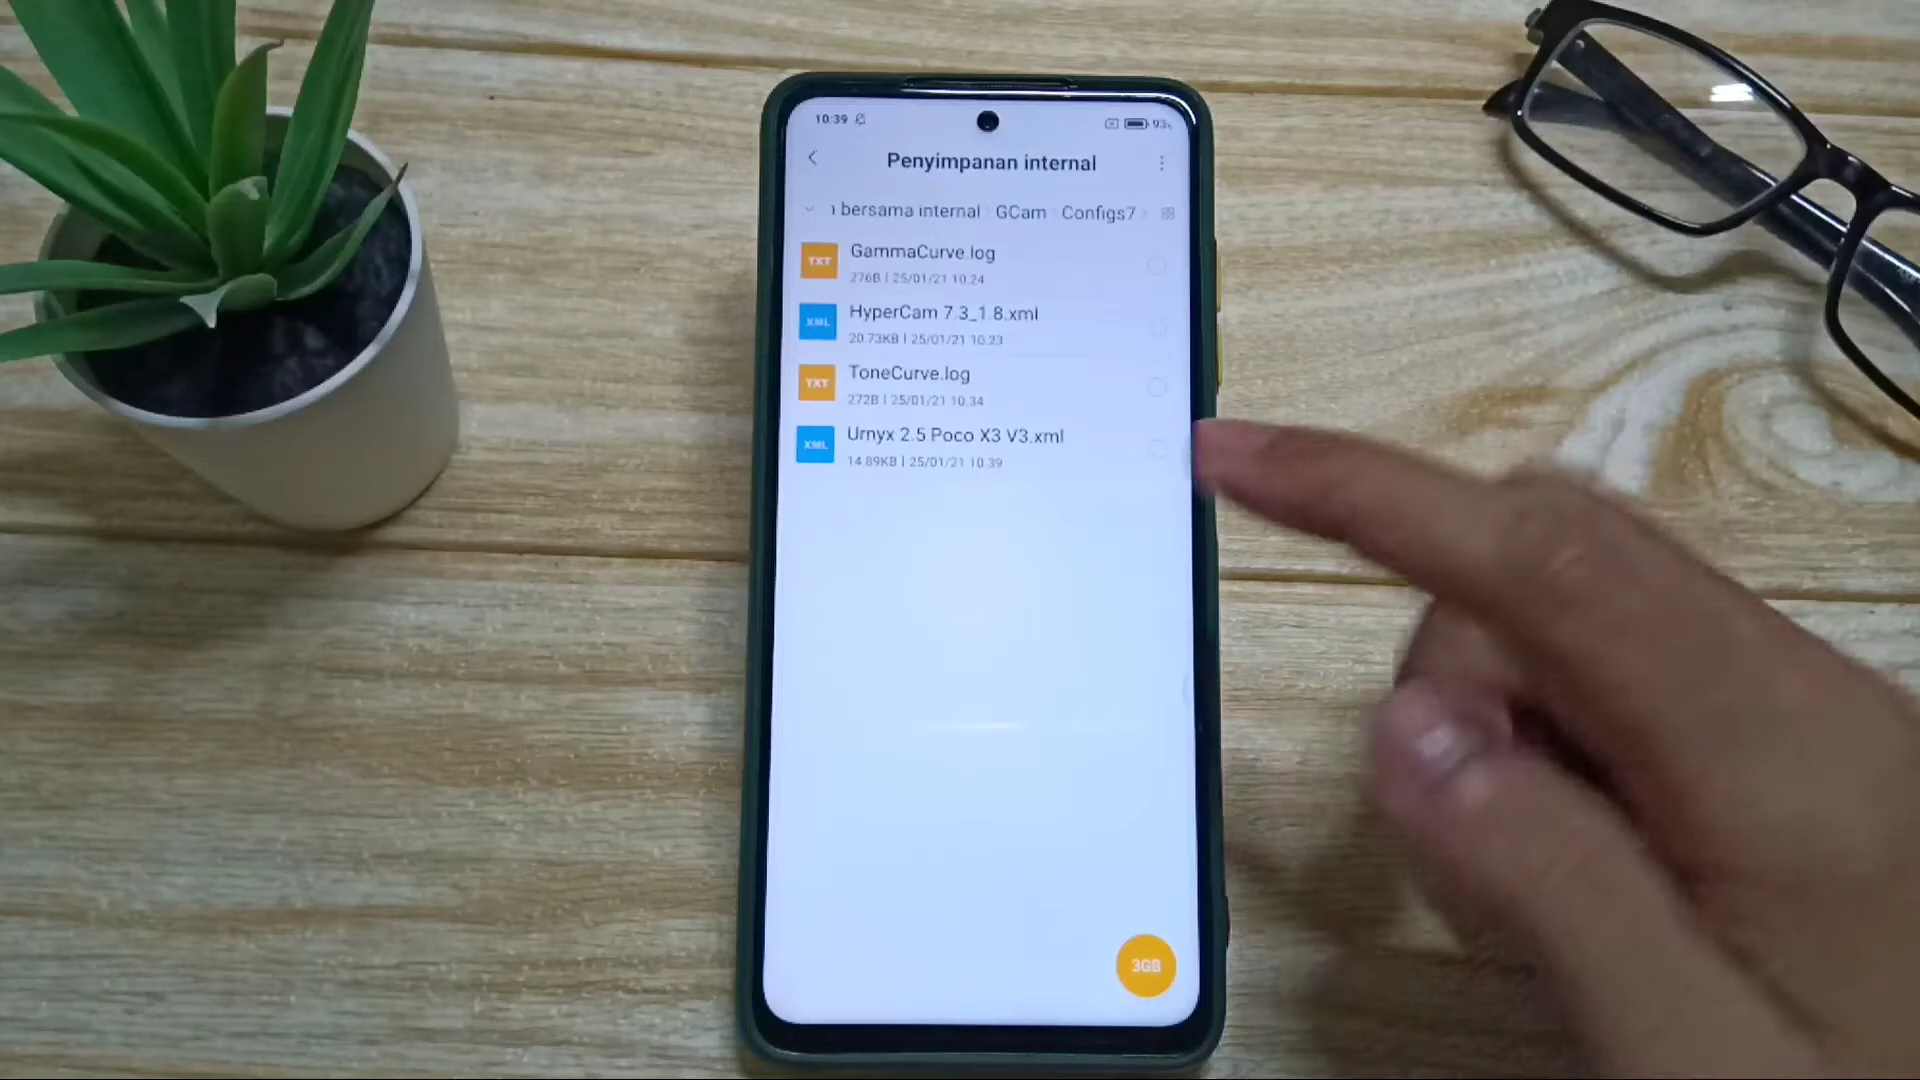 10:39 93%
Penyimpanan internal
bersama internal GCam Configs7
TXT GammaCurve.log
276B | 25/01/21 10.24
XML HyperCam 7.3_1.8.xml
20.73KB | 25/01/21 10.23
TXT ToneCurve.log
272B | 25/01/21 10.34
XML Urnyx 2.5 Poco X3 V3.xml
14.89KB | 25/01/21 10.39
3GB